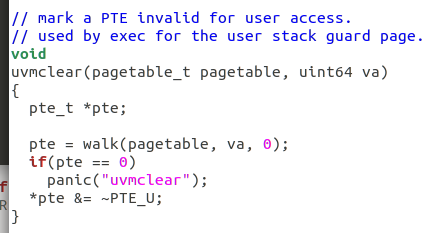 // mark a PTE invalid for user access.
// used by exec for the user stack guard page.
void
uvmclear(pagetable_t pagetable, uint64 va)
{
  pte_t *pte;

  pte = walk(pagetable, va, 0);
  if(pte == 0)
    panic("uvmclear");
  *pte &= ~PTE_U;
}
f
R